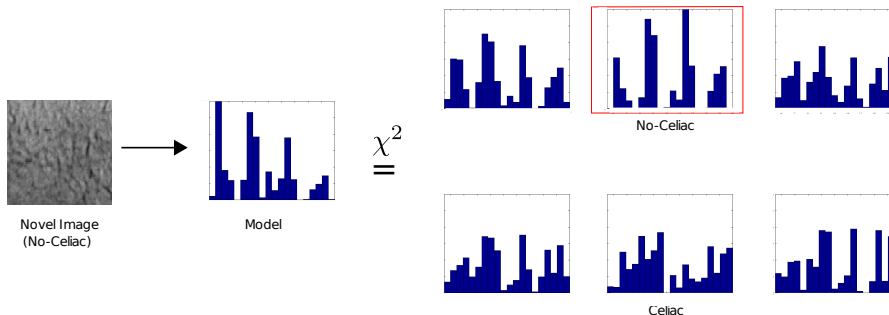 Novel Image
(No-Celiac)
Model
χ²
=
No-Celiac
Celiac